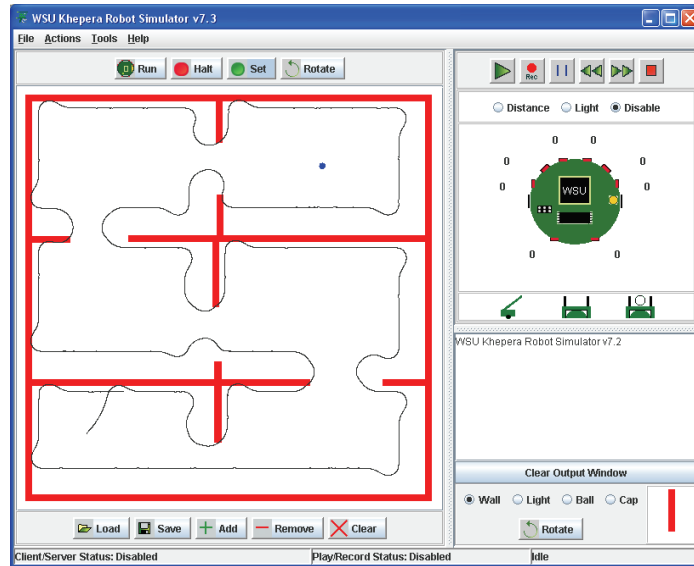 WSU Khepera Robot Simulator v7.3
File Actions Tools Help
Run Halt Set Rotate
Rec
Distance Light Disable
0 0
0 0
0 0
WSU
0 0
WSU Khepera Robot Simulator v7.2
Clear Output Window
Wall Light Ball Cap
Rotate
Load Save Add Remove Clear
Client/Server Status: Disabled Play/Record Status: Disabled Idle